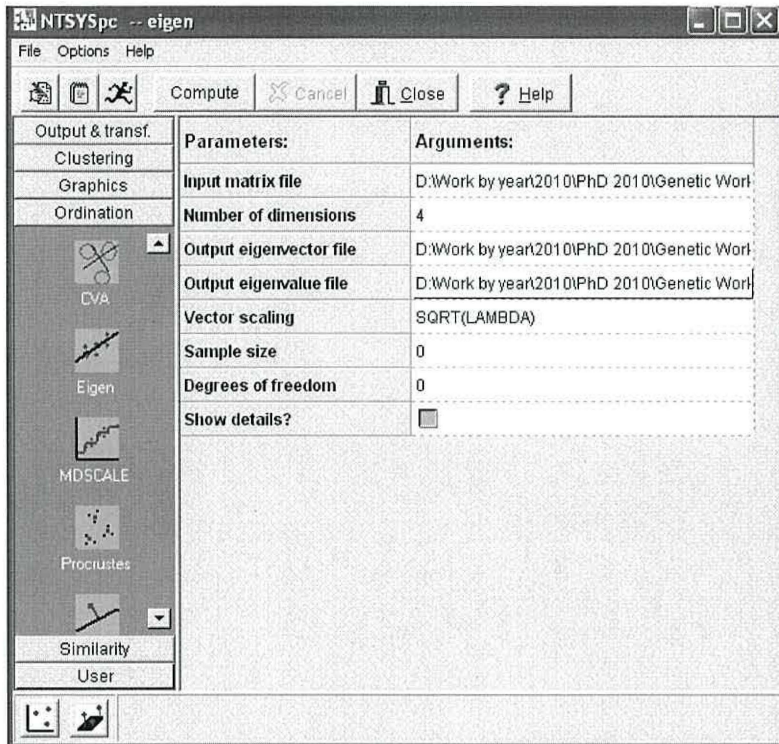 NTSYSpc -- eigen
File Options Help
Compute Cancel Close ? Help
Output & transf.
Clustering
Graphics
Ordination
CVA
Eigen
MDSCALE
Procrustes
Similarity
User
Parameters: Arguments:
Input matrix file D:\Work by year\2010\PhD 2010\Genetic Worl
Number of dimensions 4
Output eigenvector file D:\Work by year\2010\PhD 2010\Genetic Worl
Output eigenvalue file D:\Work by year\2010\PhD 2010\Genetic Worl
Vector scaling SQRT(LAMBDA)
Sample size 0
Degrees of freedom 0
Show details?